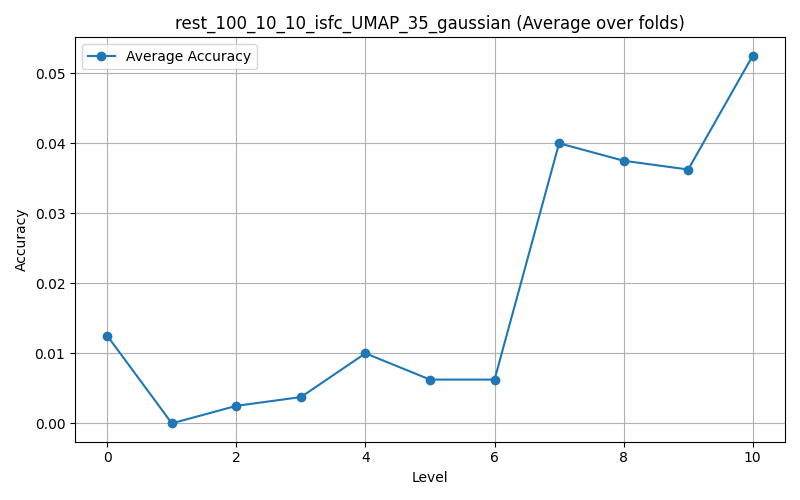 rest_100_10_10_isfc_UMAP_35_gaussian (Average over folds)
Average Accuracy
0.05
0.04
0.03
0.02
0.01
0.00
Accuracy
0 2 4 6 8 10
Level